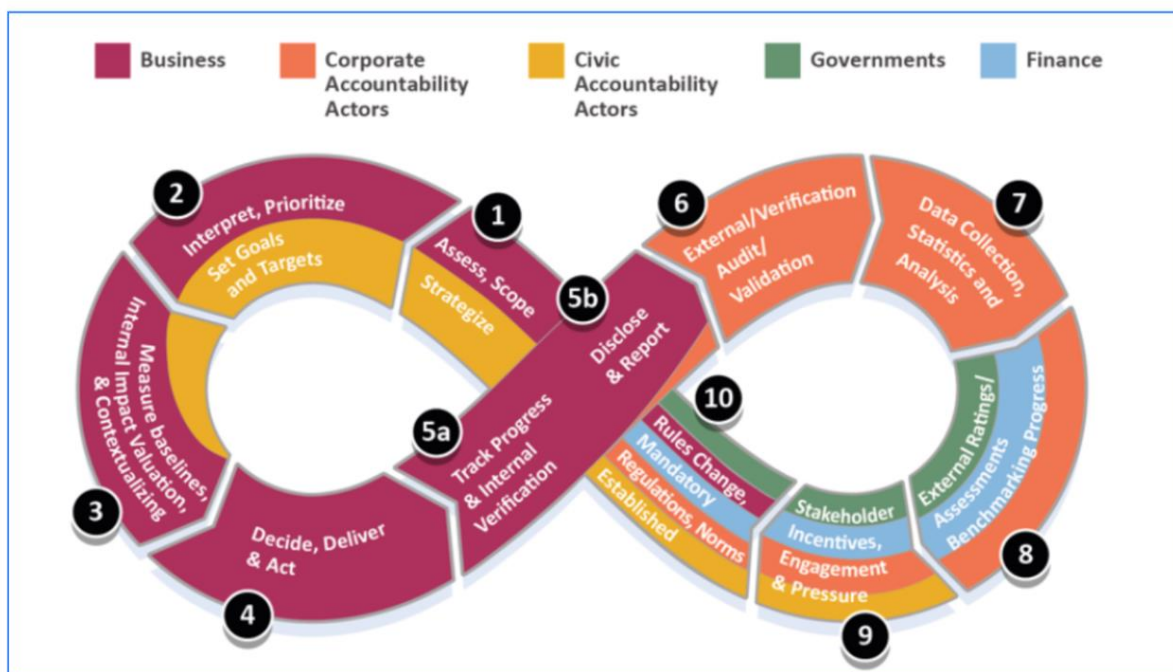 Business
Corporate
Accountability
Actors
Civic
Accountability
Actors
Governments
Finance
1
Assess, Scope
Strategize
2
Interpret, Prioritize
Set Goals
and Targets
3
Measure baselines,
Internal Impact Valuation,
& Contextualizing
4
Decide, Deliver
& Act
5a
Track Progress
& Internal
Verification
5b
Disclose
& Report
6
External/Verification
Audit/
Validation
7
Data Collection,
Statistics and
Analysis
8
External Ratings/
Assessments
Benchmarking Progress
9
Stakeholder
Incentives,
Engagement
& Pressure
10
Rules Change,
Mandatory
Regulations, Norms
Established